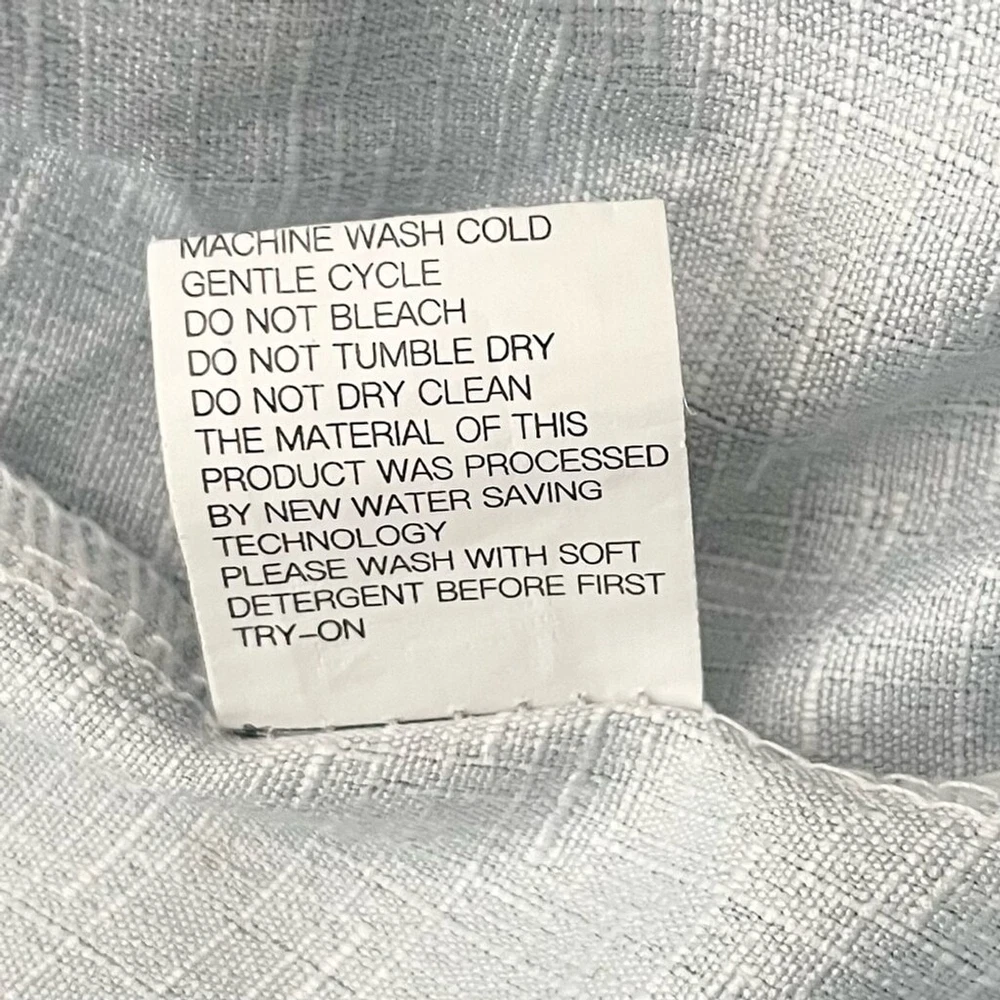 MACHINE WASH COLD
GENTLE CYCLE
DO NOT BLEACH
DO NOT TUMBLE DRY
DO NOT DRY CLEAN
THE MATERIAL OF THIS
PRODUCT WAS PROCESSED
BY NEW WATER SAVING
TECHNOLOGY
PLEASE WASH WITH SOFT
DETERGENT BEFORE FIRST
TRY-ON